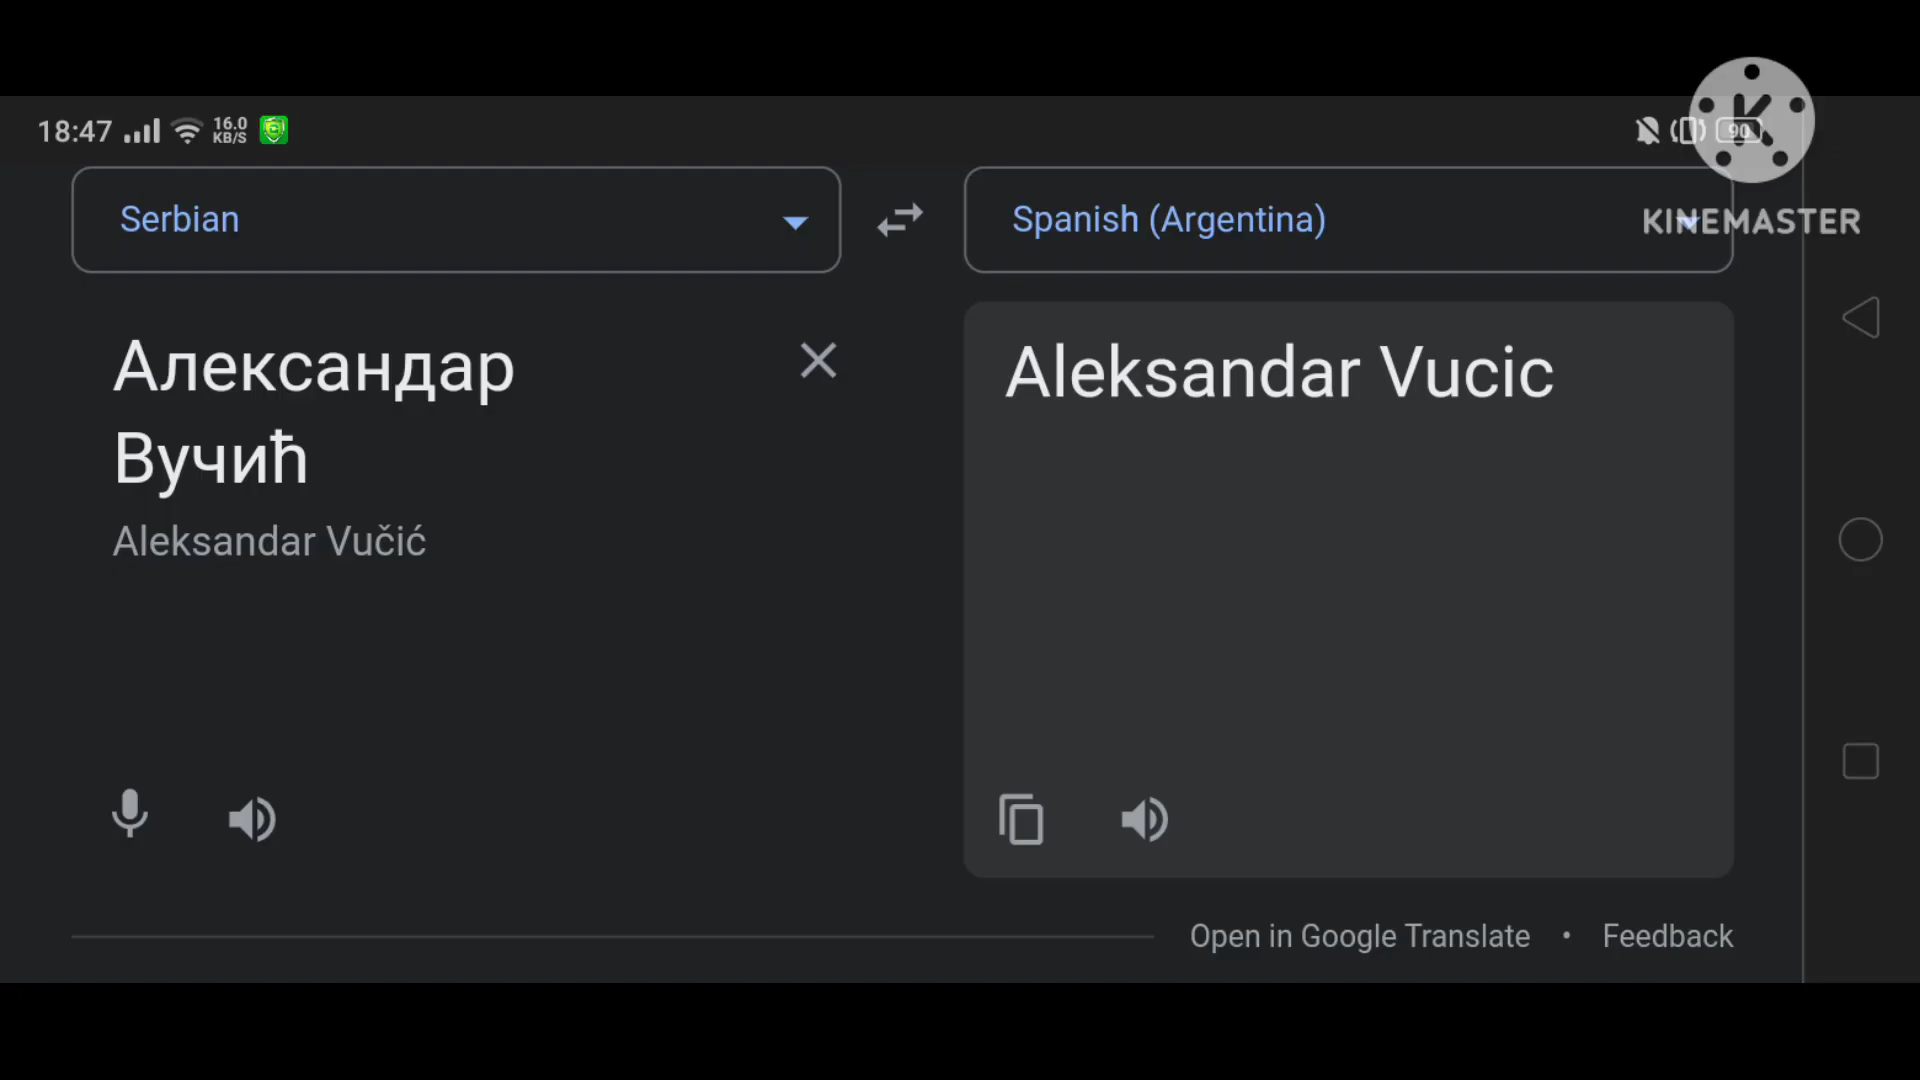 18:47 16.0 KB/S 90
KINEMASTER
Serbian Spanish (Argentina)
Александар
Вучић
Aleksandar Vučić
Aleksandar Vucic
Open in Google Translate • Feedback